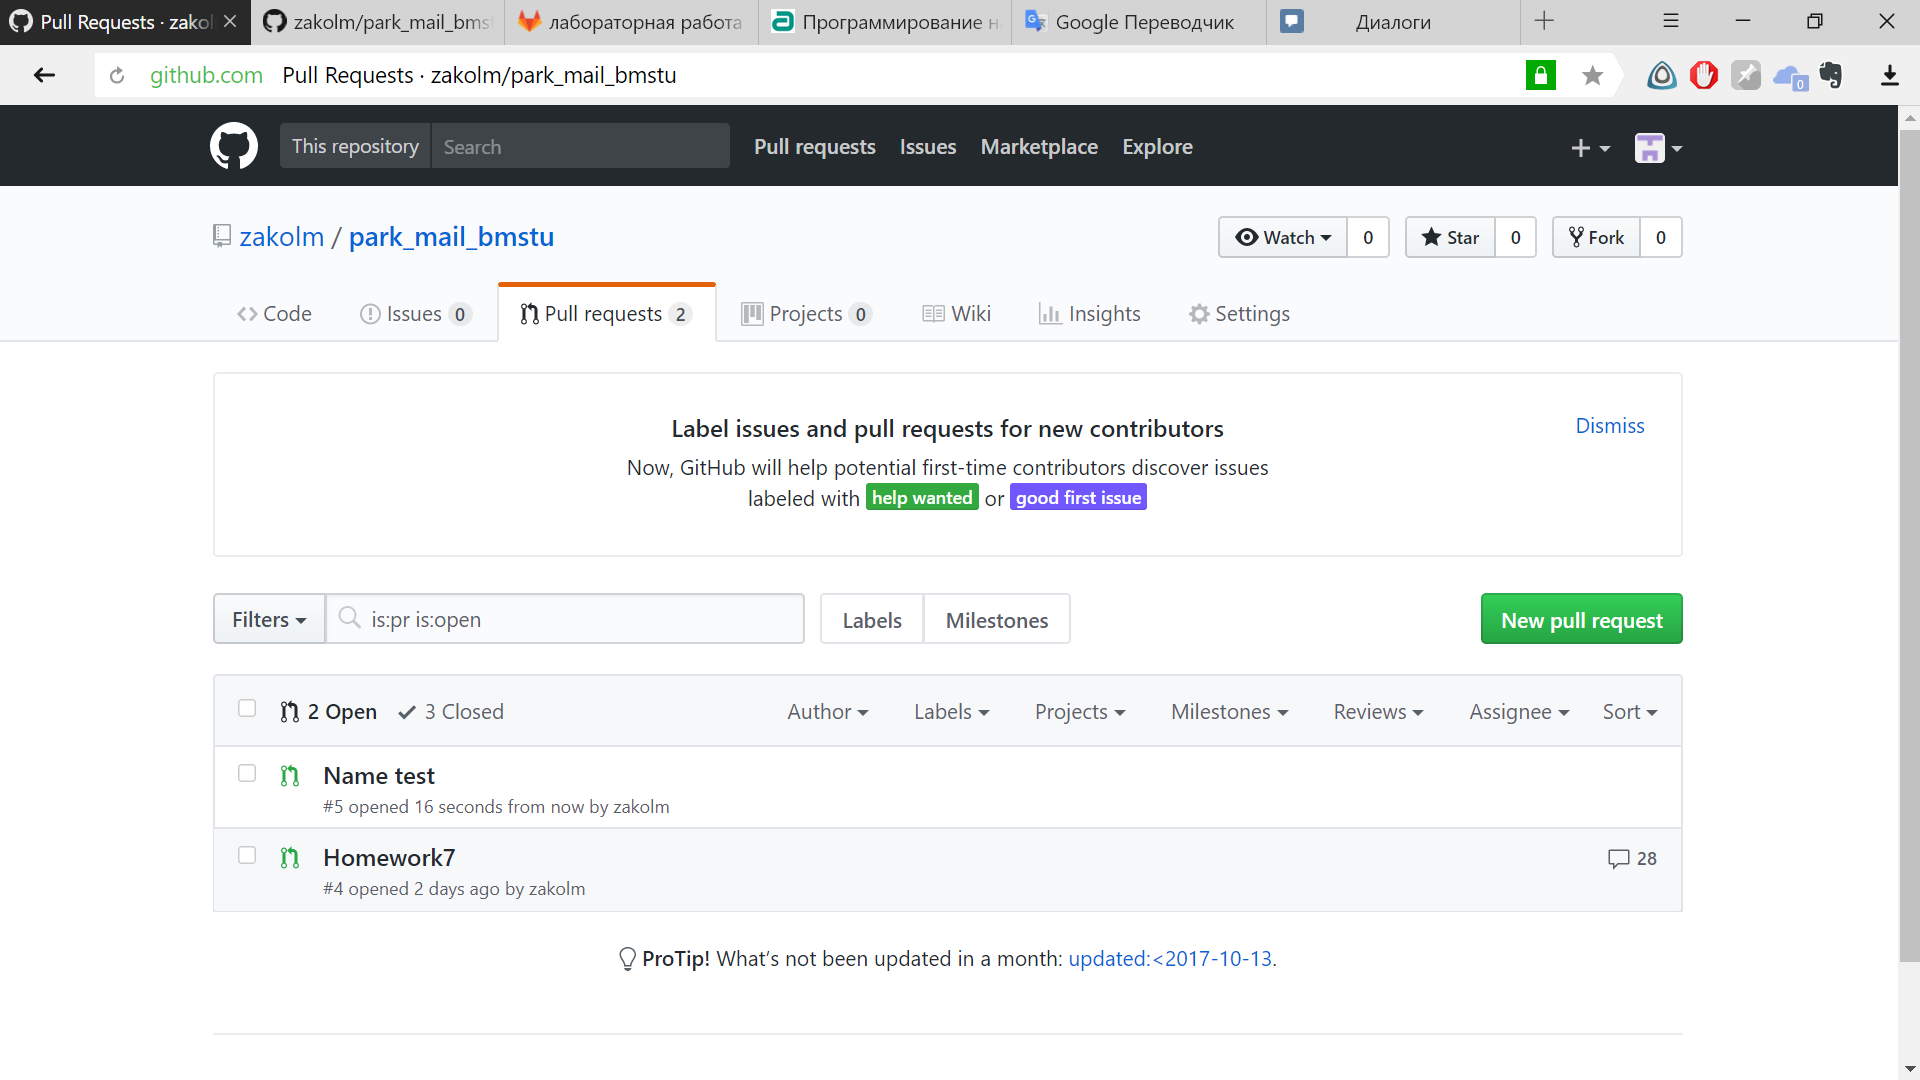 Pull Requests · zakol
zakolm/park_mail_bmst
лабораторная работа
Программирование н
Google Переводчик
Диалоги
github.com Pull Requests · zakolm/park_mail_bmstu
0
This repository Search Pull requests Issues Marketplace Explore
zakolm / park_mail_bmstu
Watch 0 Star 0 Fork 0
Code Issues 0 Pull requests 2 Projects 0 Wiki Insights Settings
Label issues and pull requests for new contributors
Dismiss
Now, GitHub will help potential first-time contributors discover issues
labeled with help wanted or good first issue
Filters is:pr is:open Labels Milestones New pull request
2 Open 3 Closed Author Labels Projects Milestones Reviews Assignee Sort
Name test
#5 opened 16 seconds from now by zakolm
Homework7 28
#4 opened 2 days ago by zakolm
ProTip! What’s not been updated in a month: updated:<2017-10-13.